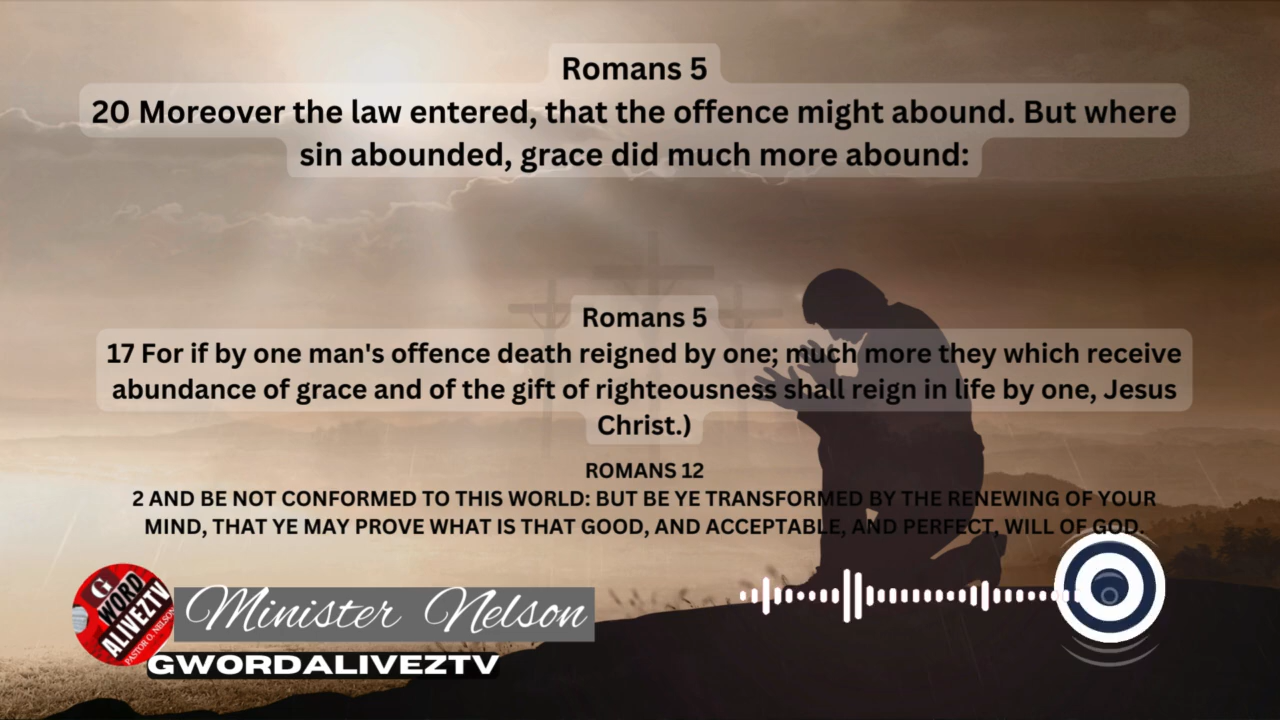 Romans 5
20 Moreover the law entered, that the offence might abound. But where
sin abounded, grace did much more abound:
Romans 5
17 For if by one man's offence death reigned by one; much more they which receive
abundance of grace and of the gift of righteousness shall reign in life by one, Jesus
Christ.)
ROMANS 12
2 AND BE NOT CONFORMED TO THIS WORLD: BUT BE YE TRANSFORMED BY THE RENEWING OF YOUR
MIND, THAT YE MAY PROVE WHAT IS THAT GOOD, AND ACCEPTABLE, AND PERFECT, WILL OF GOD.
G
WORD
ALIVEZTV
PASTOR O. NELSON
Minister Nelson
GWORDALIVEZTV